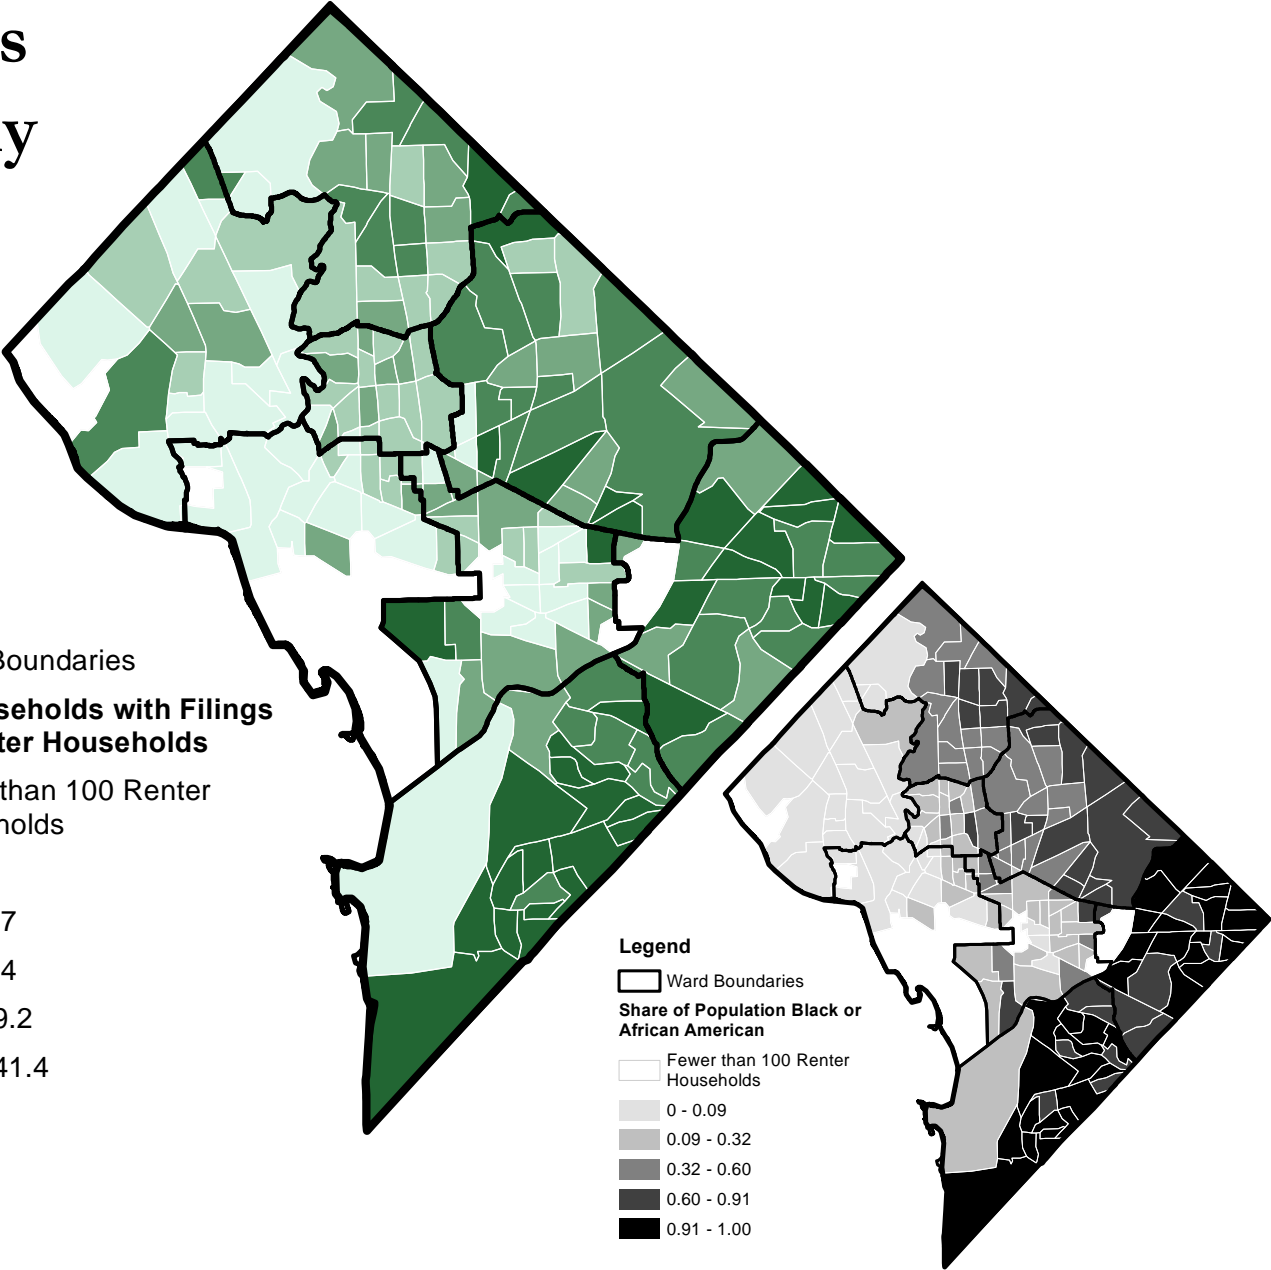 s
y
Boundaries
seholds with Filings
ter Households
than 100 Renter
holds
7
4
9.2
41.4
Legend
Ward Boundaries
Share of Population Black or
African American
Fewer than 100 Renter
Households
0 - 0.09
0.09 - 0.32
0.32 - 0.60
0.60 - 0.91
0.91 - 1.00